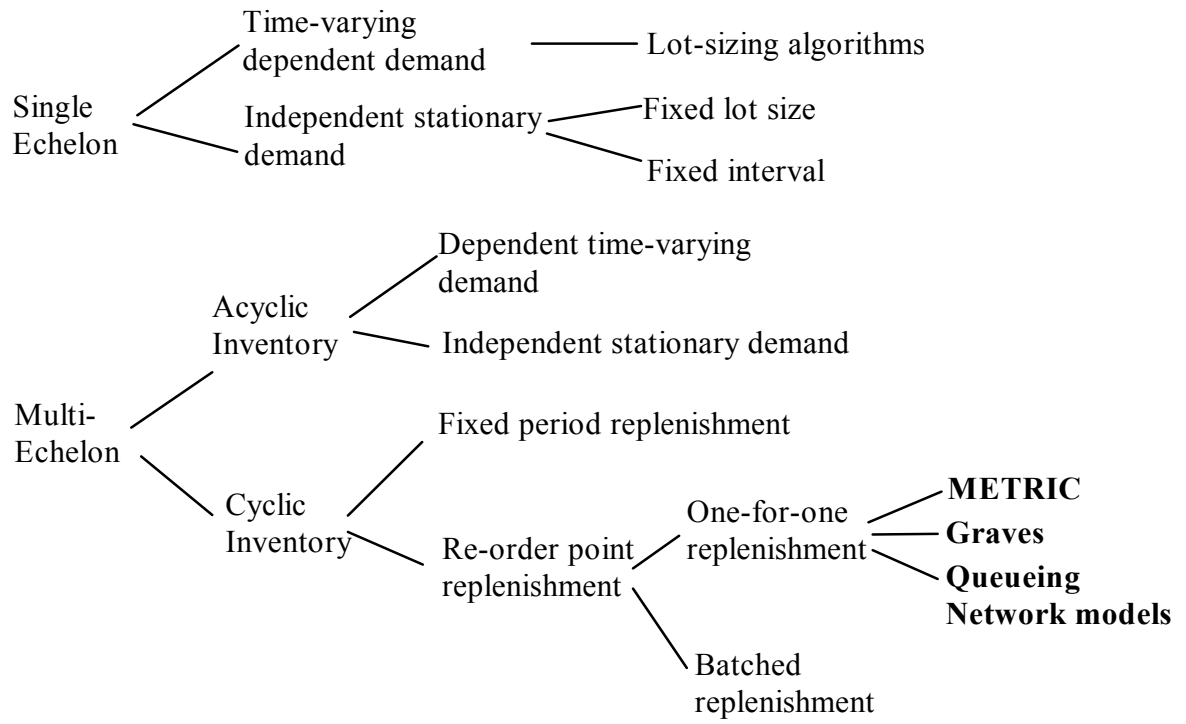 Time-varying
dependent demand
Lot-sizing algorithms
Single
Echelon
Independent stationary
demand
Fixed lot size
Fixed interval
Dependent time-varying
demand
Acyclic
Inventory
Independent stationary demand
Multi-
Echelon
Fixed period replenishment
Cyclic
Inventory
Re-order point
replenishment
One-for-one
replenishment
METRIC
Graves
Queueing
Network models
Batched
replenishment